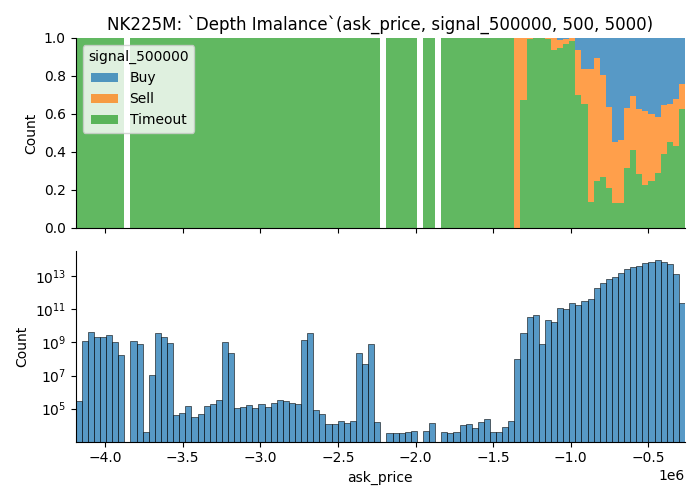 NK225M: `Depth Imalance`(ask_price, signal_500000, 500, 5000)
Count
1.0
0.8
0.6
0.4
0.2
0.0
signal_500000
Buy
Sell
Timeout
Count
10^13
10^11
10^9
10^7
10^5
−4.0 −3.5 −3.0 −2.5 −2.0 −1.5 −1.0 −0.5
1e6
ask_price